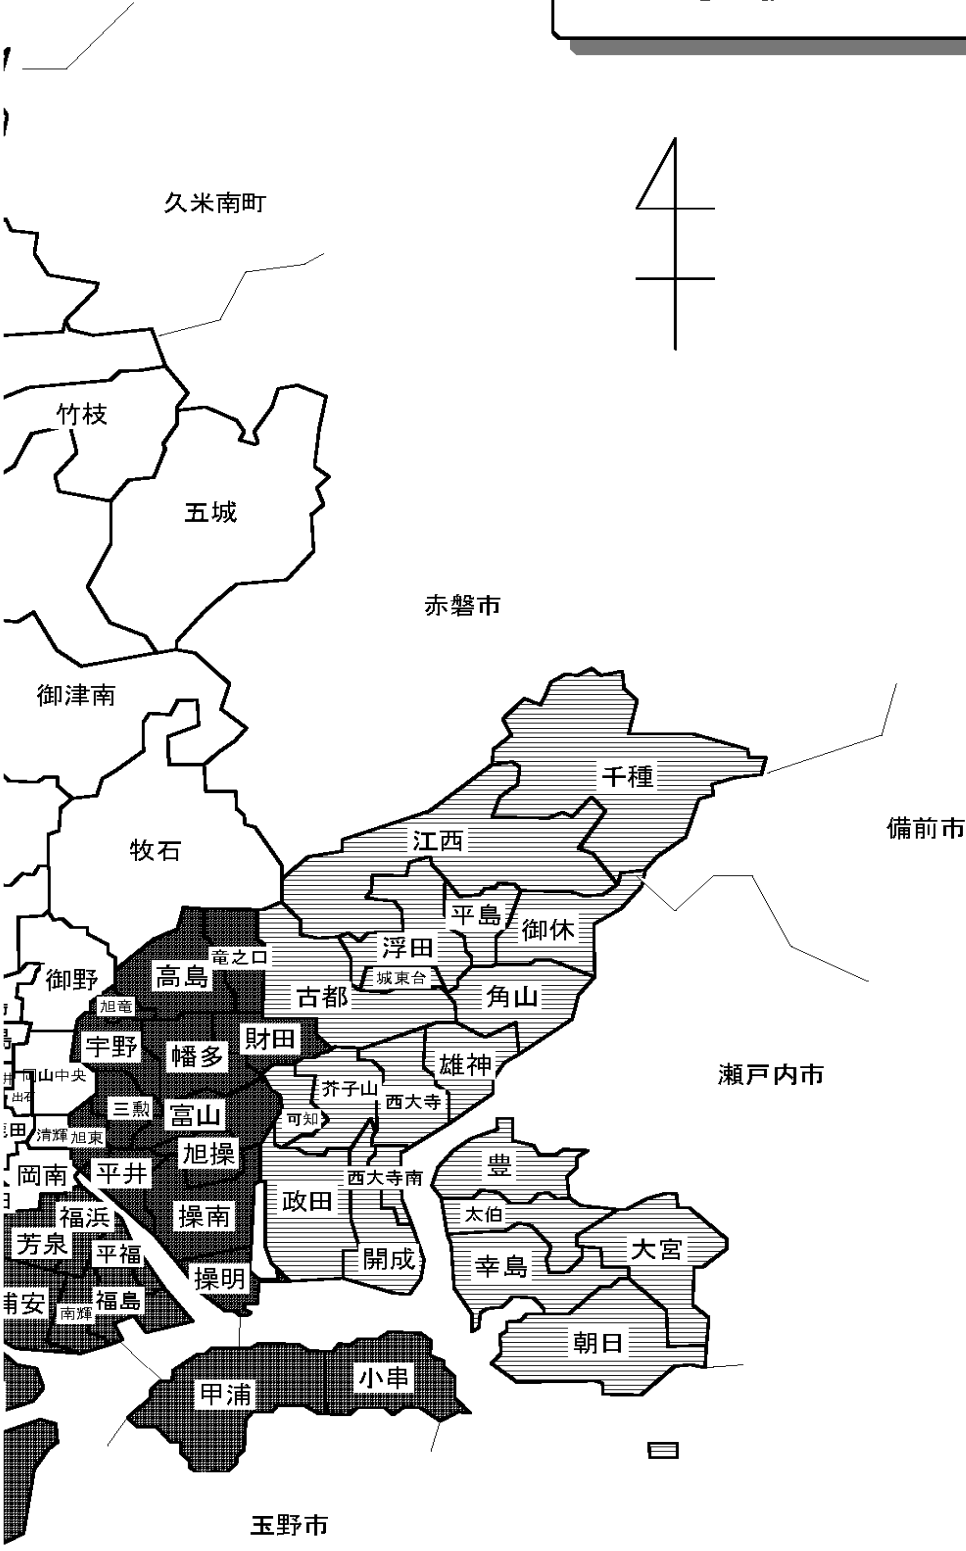 久米南町
竹枝
五城
赤磐市
御津南
千種
備前市
江西
牧石
平島
御休
浮田
竜之口
御野
高島
城東台
古都
角山
旭竜
財田
宇野
幡多
雄神
瀬戸内市
岡山中央
芥子山
出石
西大寺
三勲
富山
可知
清輝
旭東
旭操
豊
岡南
平井
西大寺南
政田
福浜
操南
太伯
芳泉
平福
大宮
開成
幸島
操明
浦安
南輝
福島
朝日
小串
甲浦
玉野市